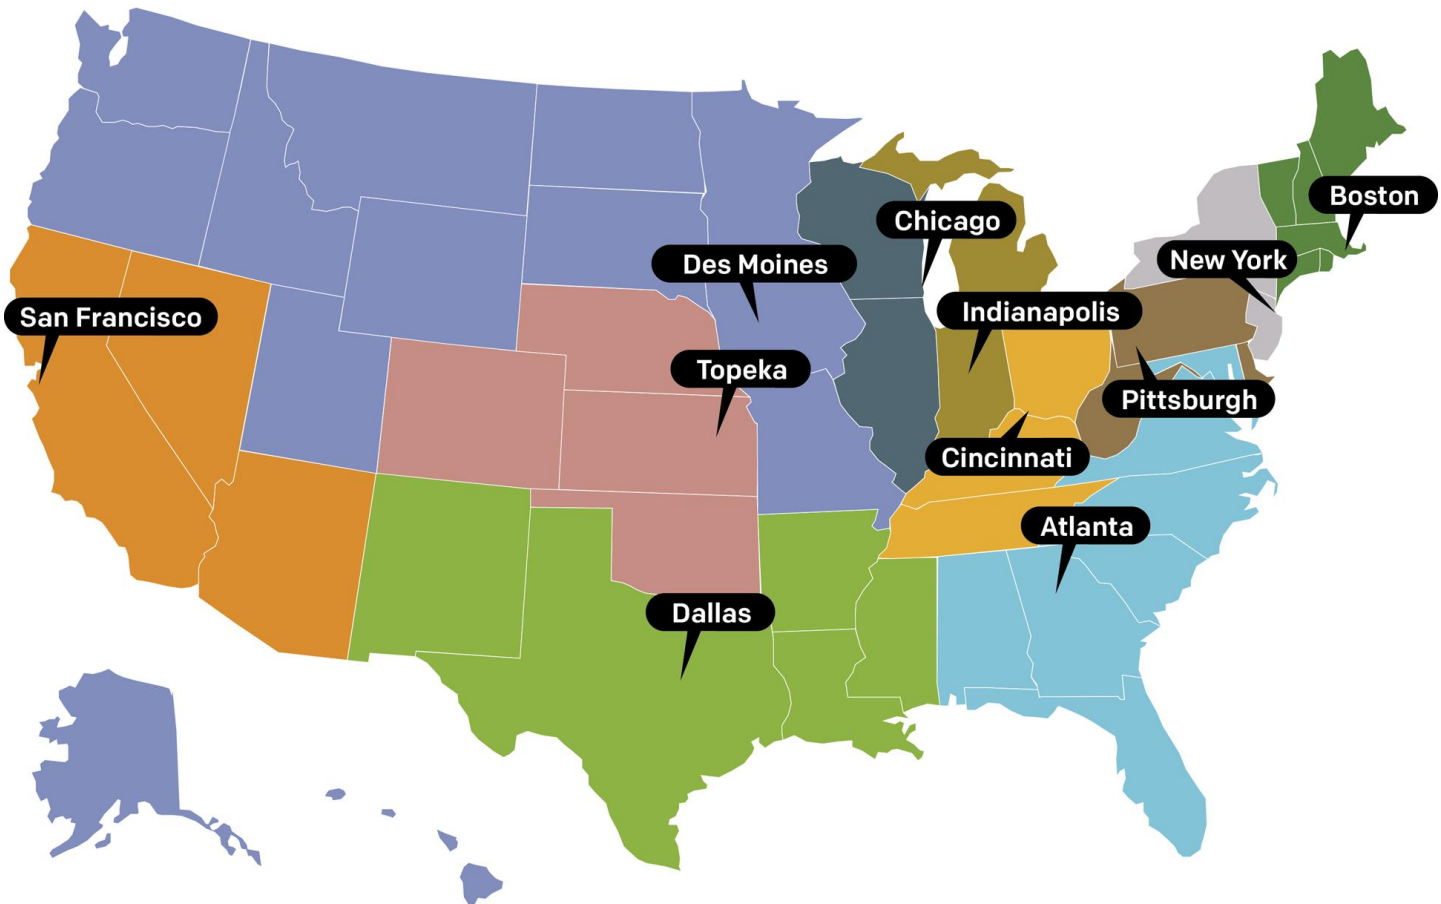 Boston
Chicago
New York
Des Moines
Indianapolis
San Francisco
Topeka
Pittsburgh
Cincinnati
Atlanta
Dallas